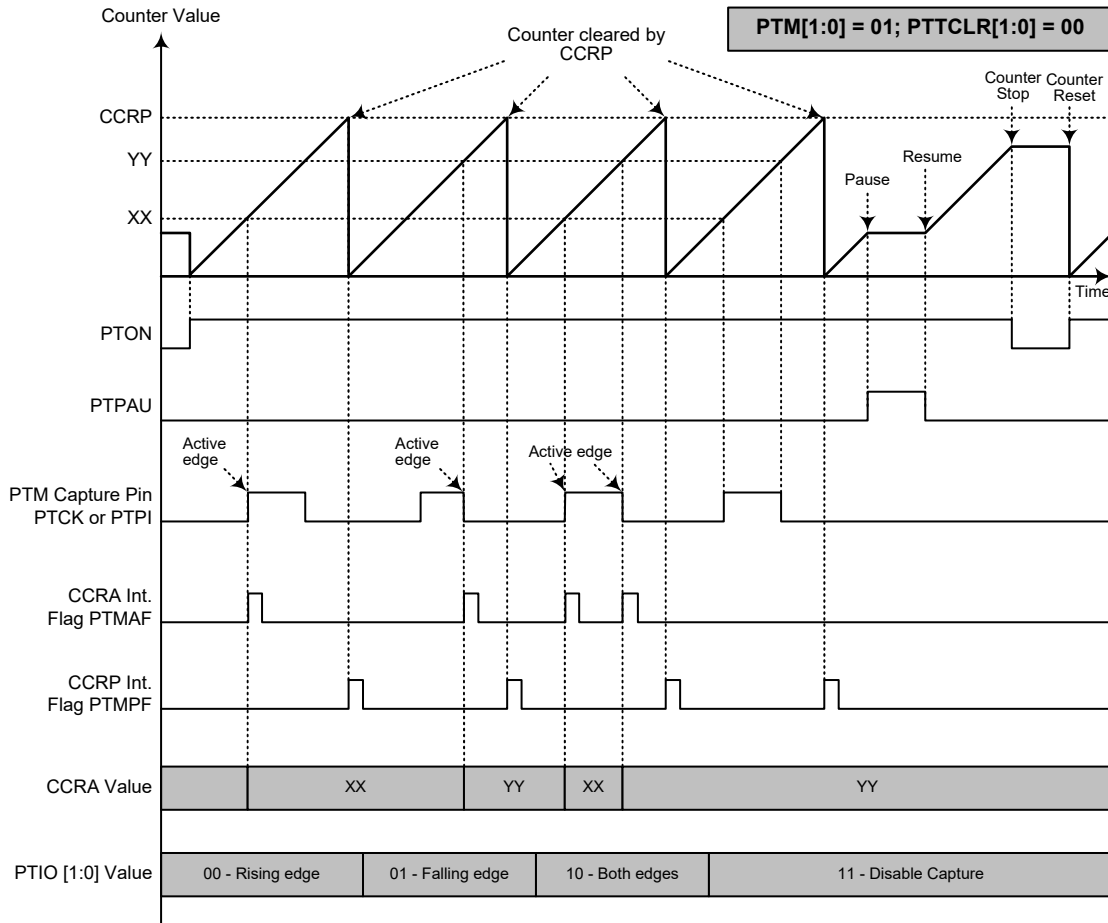 Counter Value
PTM[1:0] = 01; PTTCLR[1:0] = 00
Counter cleared by
CCRP
Counter
Stop
Counter
Reset
CCRP
YY
Resume
Pause
XX
Time
PTON
PTPAU
Active
edge
Active
edge
Active edge
PTM Capture Pin
PTCK or PTPI
CCRA Int.
Flag PTMAF
CCRP Int.
Flag PTMPF
CCRA Value
XX
YY
XX
YY
PTIO [1:0] Value
00 - Rising edge
01 - Falling edge
10 - Both edges
11 - Disable Capture